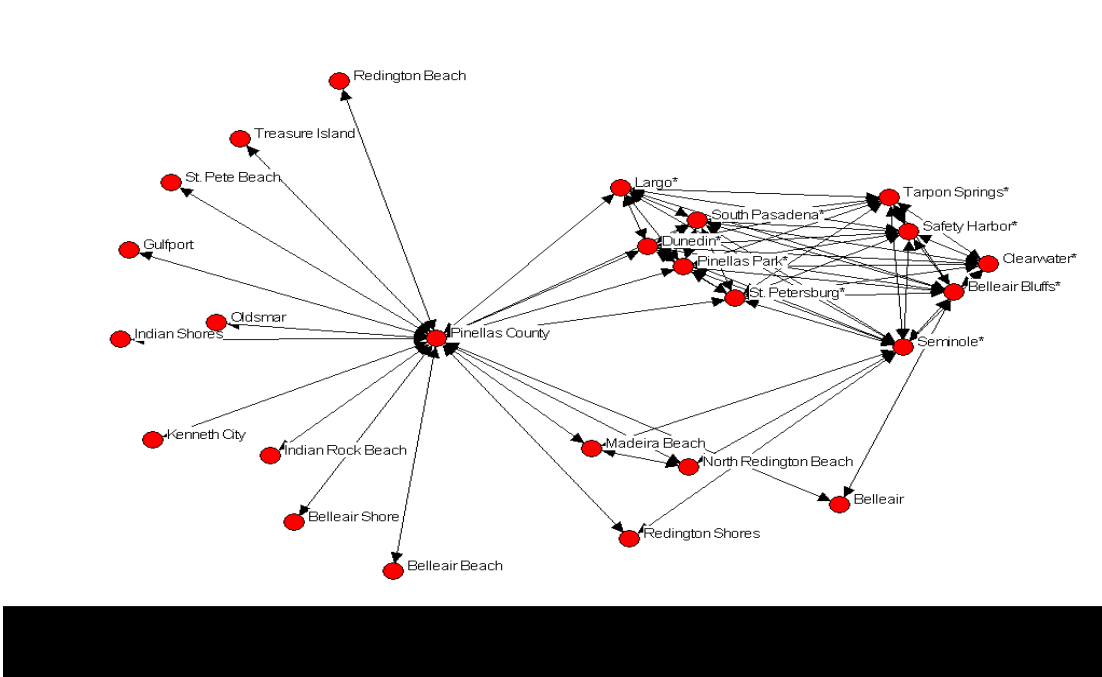 Redington Beach
Treasure Island
St. Pete Beach
Largo*
Tarpon Springs*
South Pasadena*
Safety Harbor*
Gulfport
Dunedin*
Pinellas Park*
Clearwater*
Belleair Bluffs*
St. Petersburg*
Oldsmar
Indian Shores
Pinellas County
Seminole*
Kenneth City
Madeira Beach
Indian Rock Beach
North Redington Beach
Belleair
Belleair Shore
Redington Shores
Belleair Beach